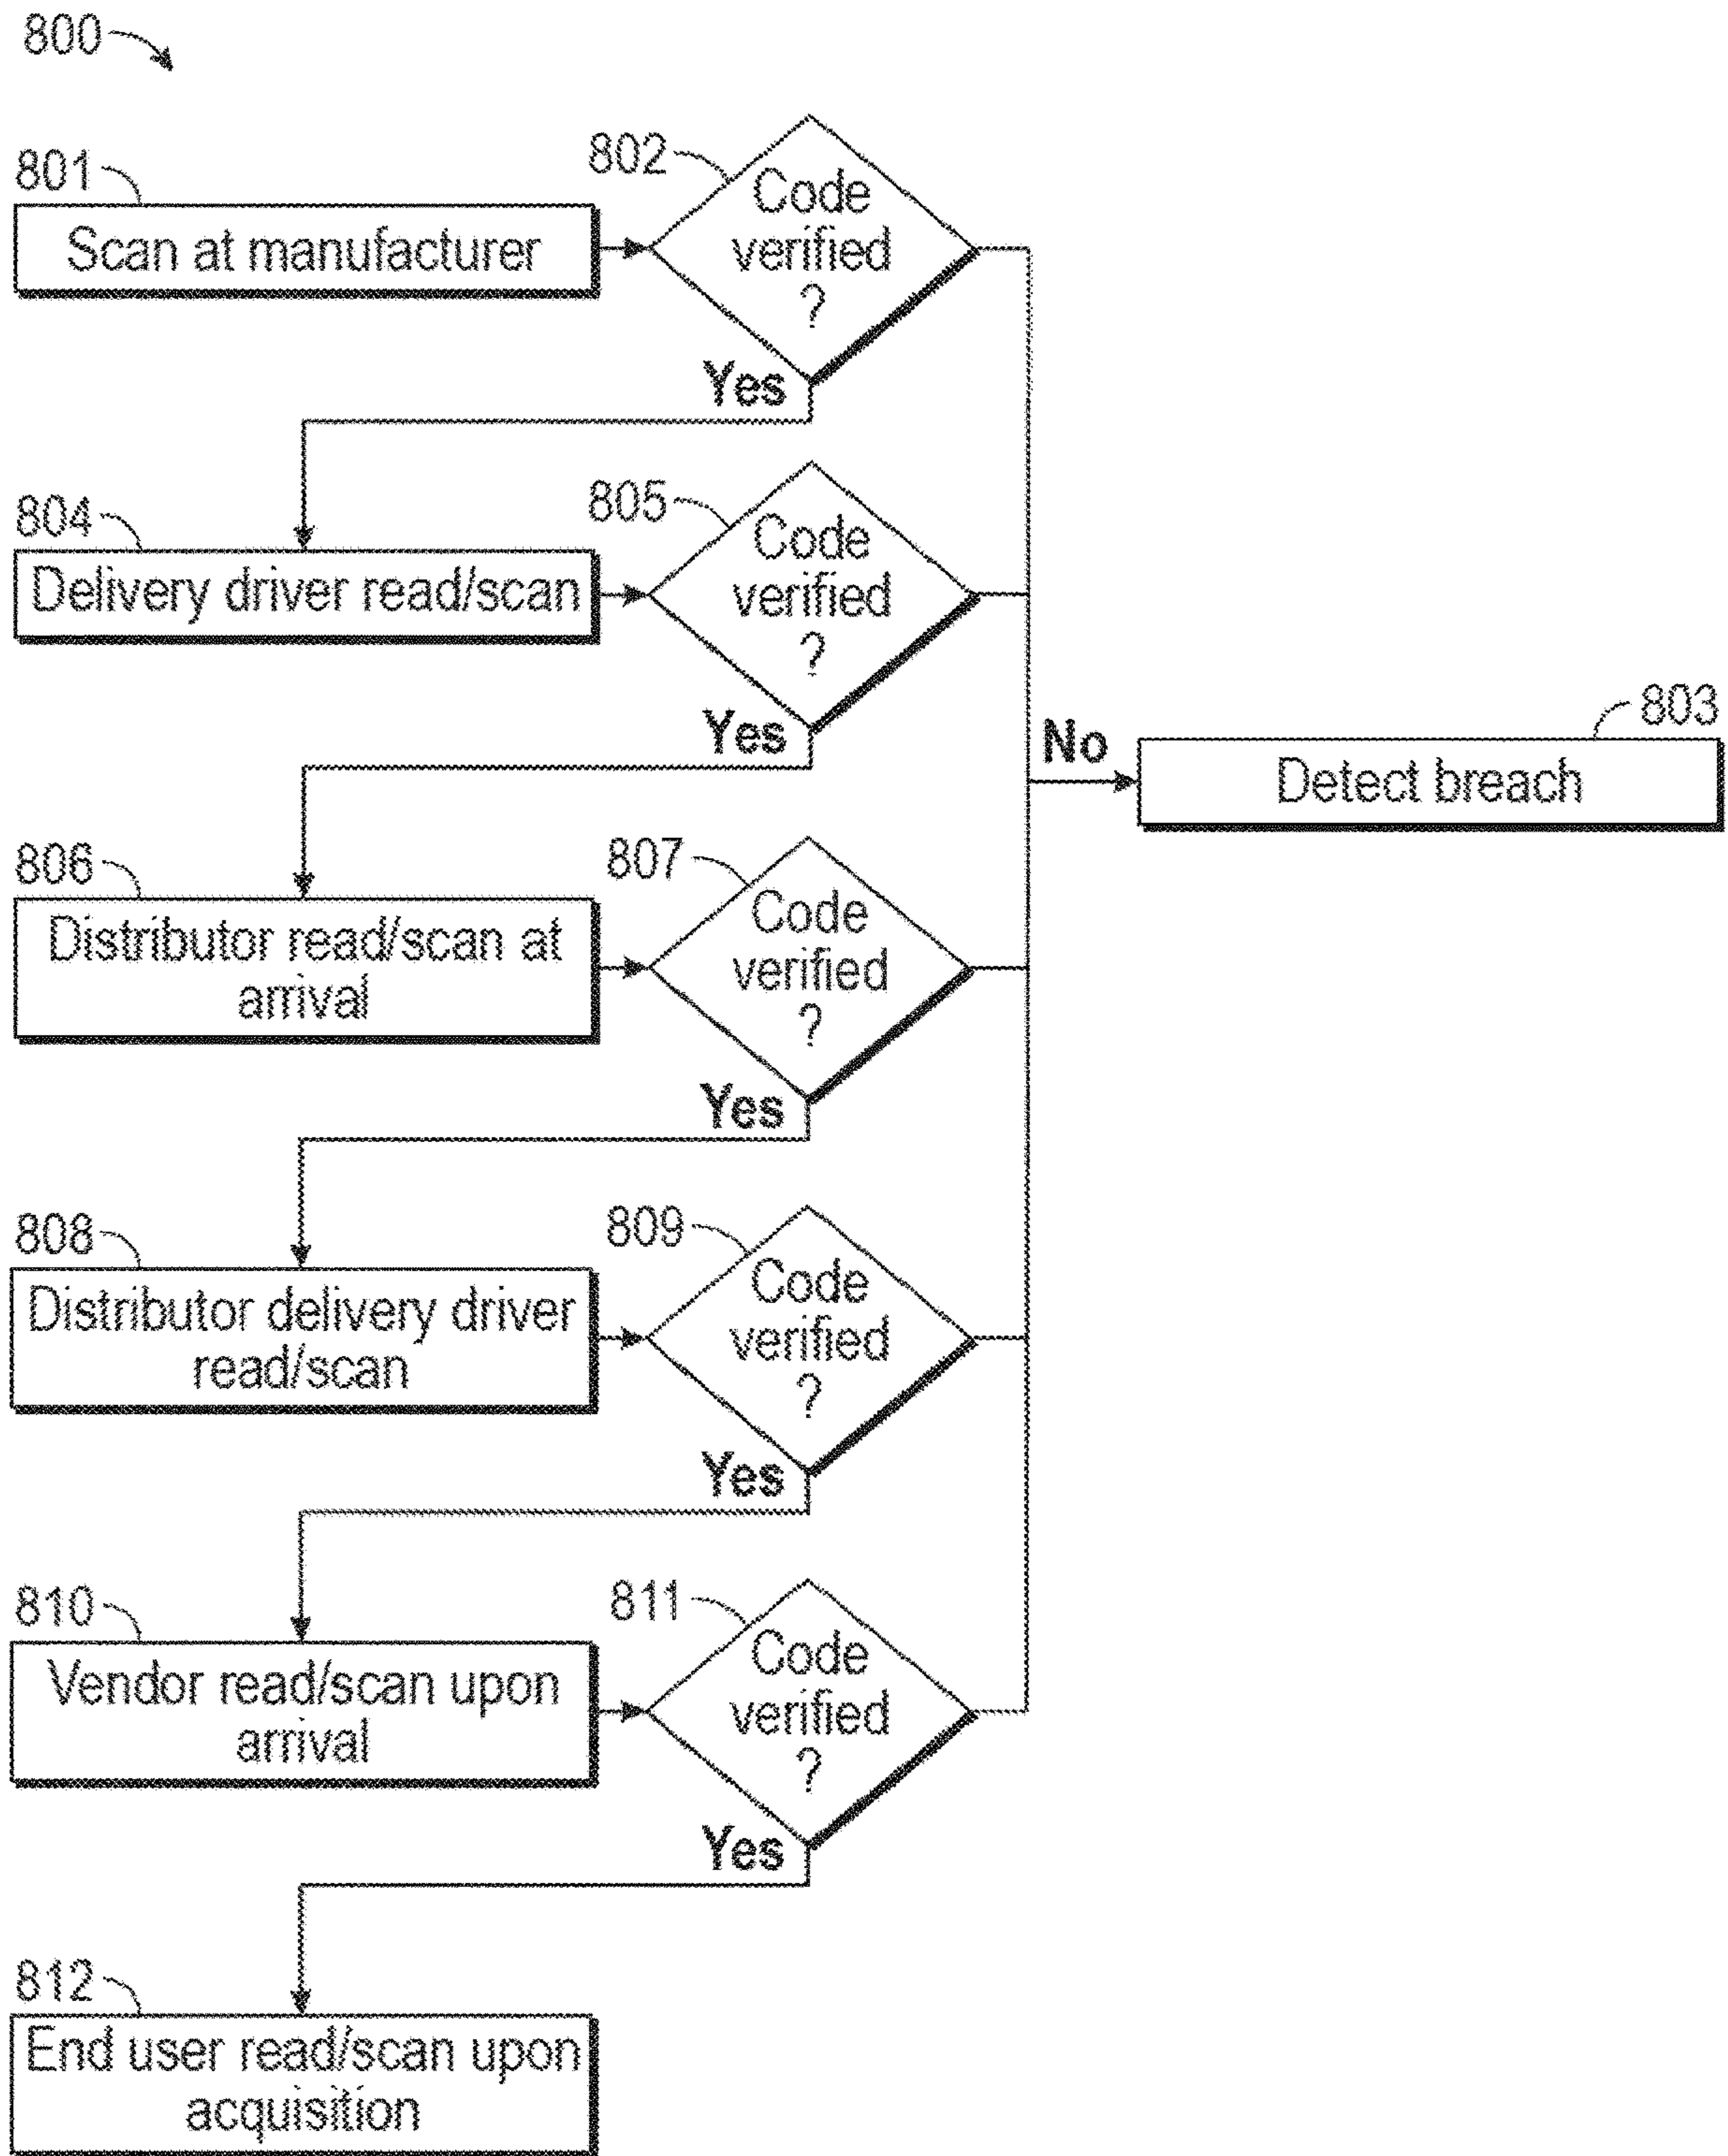 800
801
Scan at manufacturer
802
Code
verified
?
Yes
804
Delivery driver read/scan
805
Code
verified
?
Yes
No
803
Detect breach
806
Distributor read/scan at
arrival
807
Code
verified
?
Yes
808
Distributor delivery driver
read/scan
809
Code
verified
?
Yes
810
Vendor read/scan upon
arrival
811
Code
verified
?
Yes
812
End user read/scan upon
acquisition